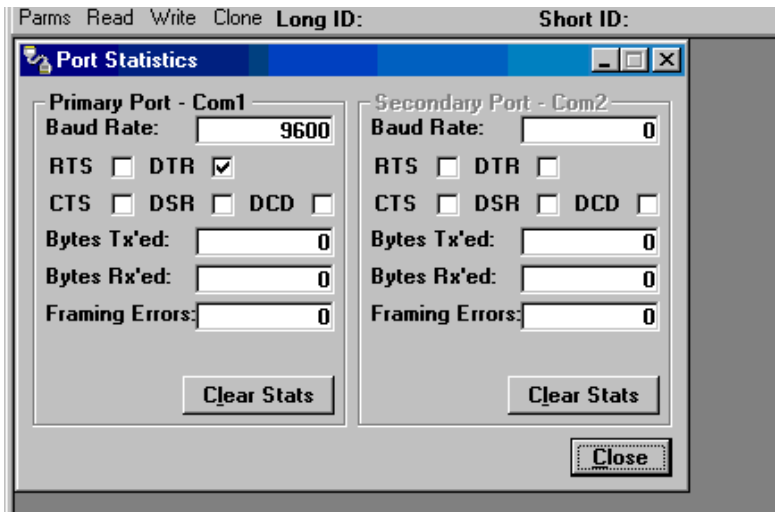 Parms Read Write Clone Long ID: Short ID:
Port Statistics
Primary Port - Com1
Baud Rate: 9600
RTS DTR
CTS DSR DCD
Bytes Tx'ed: 0
Bytes Rx'ed: 0
Framing Errors: 0
Clear Stats
Secondary Port - Com2
Baud Rate: 0
RTS DTR
CTS DSR DCD
Bytes Tx'ed: 0
Bytes Rx'ed: 0
Framing Errors: 0
Clear Stats
Close